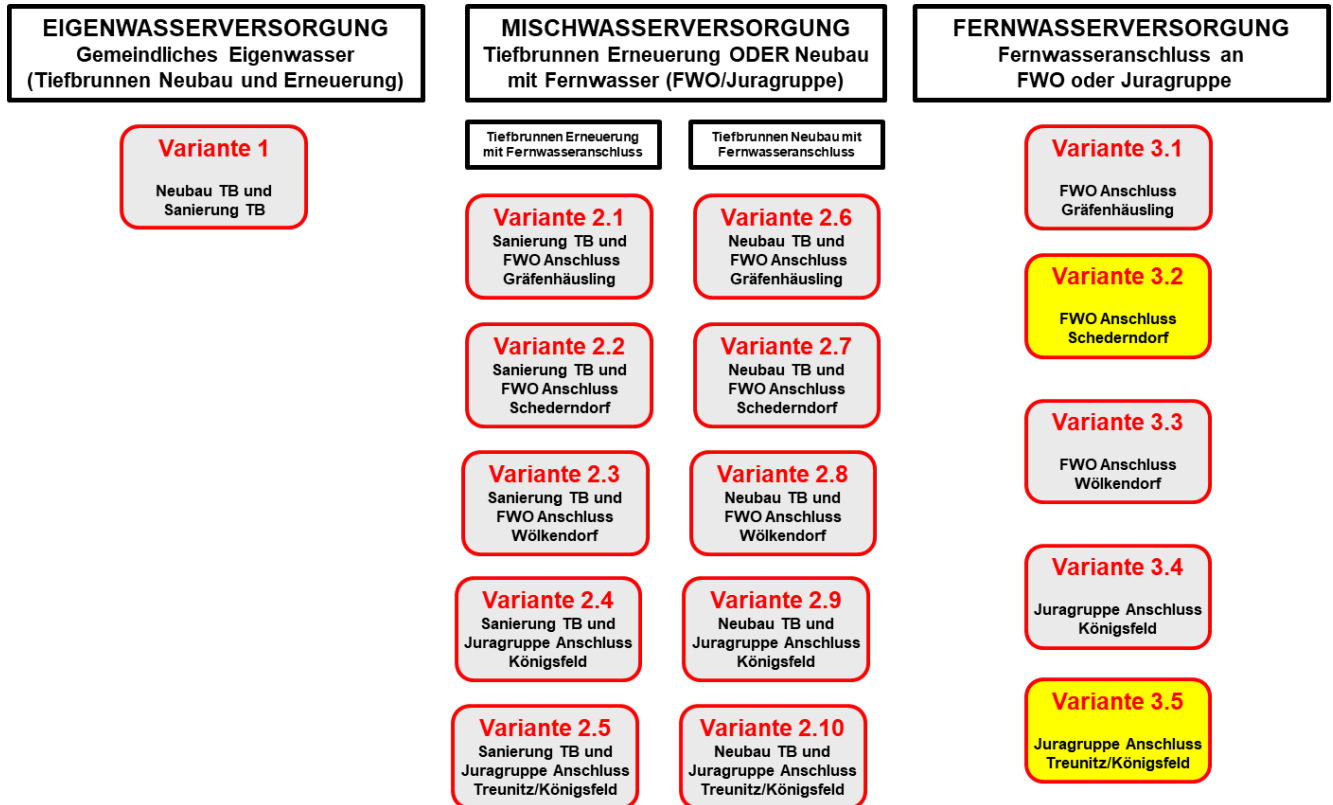 EIGENWASSERVERSORGUNG
Gemeindliches Eigenwasser
(Tiefbrunnen Neubau und Erneuerung)
Variante 1
Neubau TB und
Sanierung TB
MISCHWASSERVERSORGUNG
Tiefbrunnen Erneuerung ODER Neubau
mit Fernwasser (FWO/Juragruppe)
Tiefbrunnen Erneuerung
mit Fernwasseranschluss
Variante 2.1
Sanierung TB und
FWO Anschluss
Gräfenhäusling
Variante 2.2
Sanierung TB und
FWO Anschluss
Schederndorf
Variante 2.3
Sanierung TB und
FWO Anschluss
Wölkendorf
Variante 2.4
Sanierung TB und
Juragruppe Anschluss
Königsfeld
Variante 2.5
Sanierung TB und
Juragruppe Anschluss
Treunitz/Königsfeld
Tiefbrunnen Neubau mit
Fernwasseranschluss
Variante 2.6
Neubau TB und
FWO Anschluss
Gräfenhäusling
Variante 2.7
Neubau TB und
FWO Anschluss
Schederndorf
Variante 2.8
Neubau TB und
FWO Anschluss
Wölkendorf
Variante 2.9
Neubau TB und
Juragruppe Anschluss
Königsfeld
Variante 2.10
Neubau TB und
Juragruppe Anschluss
Treunitz/Königsfeld
FERNWASSERVERSORGUNG
Fernwasseranschluss an
FWO oder Juragruppe
Variante 3.1
FWO Anschluss
Gräfenhäusling
Variante 3.2
FWO Anschluss
Schederndorf
Variante 3.3
FWO Anschluss
Wölkendorf
Variante 3.4
Juragruppe Anschluss
Königsfeld
Variante 3.5
Juragruppe Anschluss
Treunitz/Königsfeld